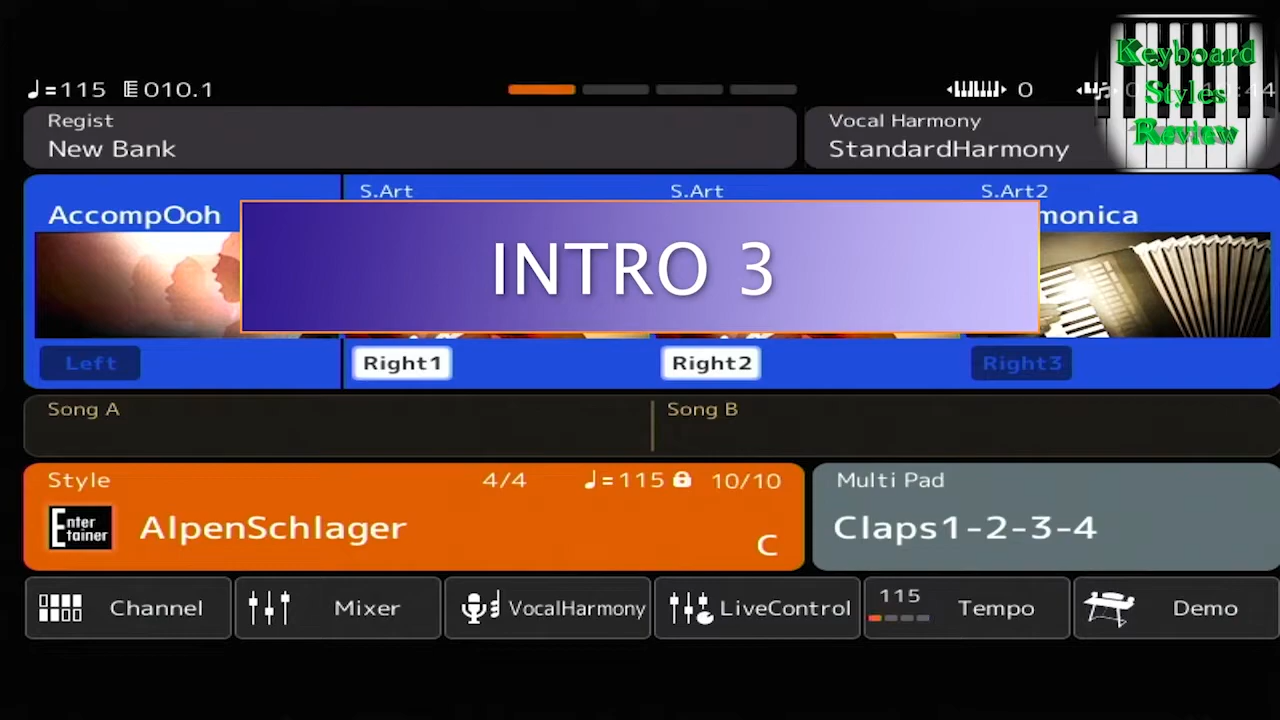 Keyboard
Styles
Review
=115 010.1
0
44
Regist
New Bank
Vocal Harmony
StandardHarmony
S.Art
S.Art
S.Art2
AccompOoh
monica
INTRO 3
Left
Right1
Right2
Right3
Song A
Song B
Style
4/4
=115
10/10
Enter
tainer
AlpenSchlager
C
Multi Pad
Claps1-2-3-4
Channel
Mixer
VocalHarmony
LiveControl
115
Tempo
Demo